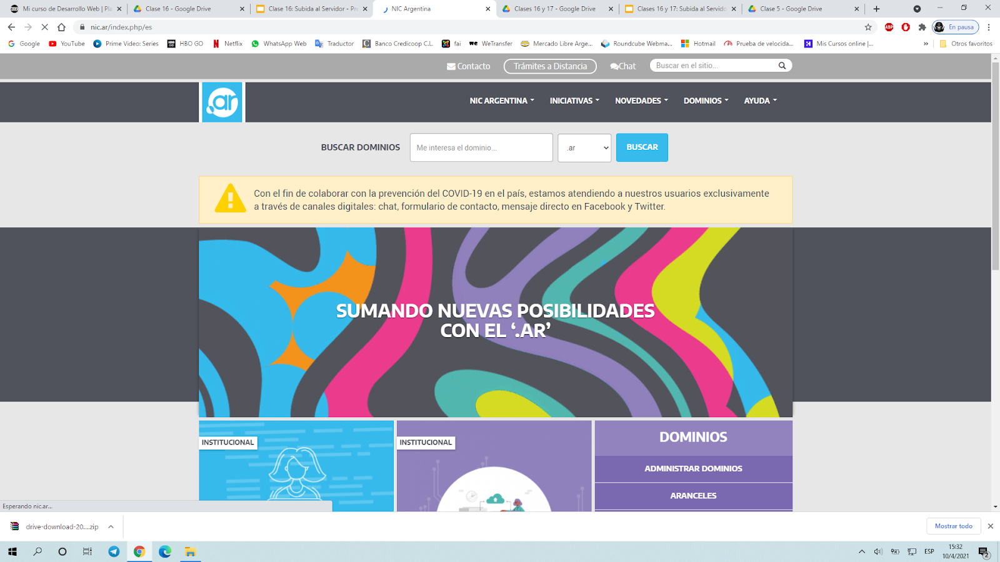 Mi curso de Desarrollo Web | Pla
Clase 16 - Google Drive
Clase 16: Subida al Servidor - Pre
NIC Argentina
Clases 16 y 17 - Google Drive
Clases 16 y 17: Subida al Servido
Clase 5 - Google Drive
nic.ar/index.php/es
ABP
En pausa
Google
YouTube
Prime Video: Series
HBO GO
Netflix
WhatsApp Web
Traductor
Banco Credicoop C.L.
fai
WeTransfer
Mercado Libre Arge...
Roundcube Webma...
Hotmail
Prueba de velocida...
Mis Cursos online |...
»
Otros favoritos
Contacto
Trámites a Distancia
Chat
Buscar en el sitio...
.ar
NIC ARGENTINA
INICIATIVAS
NOVEDADES
DOMINIOS
AYUDA
BUSCAR DOMINIOS
Me interesa el dominio...
.ar
BUSCAR
Con el fin de colaborar con la prevención del COVID-19 en el país, estamos atendiendo a nuestros usuarios exclusivamente
a través de canales digitales: chat, formulario de contacto, mensaje directo en Facebook y Twitter.
SUMANDO NUEVAS POSIBILIDADES
CON EL ‘.AR’
INSTITUCIONAL
INSTITUCIONAL
DOMINIOS
ADMINISTRAR DOMINIOS
ARANCELES
Esperando nic.ar...
drive-download-20....zip
Mostrar todo
ESP
15:32
10/4/2021
2